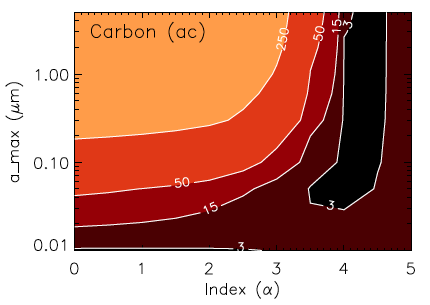 Carbon (ac)
250
50
15
3
1.00
0.10
0.01
a_max (μm)
50
15
3
3
0 1 2 3 4 5
Index (α)